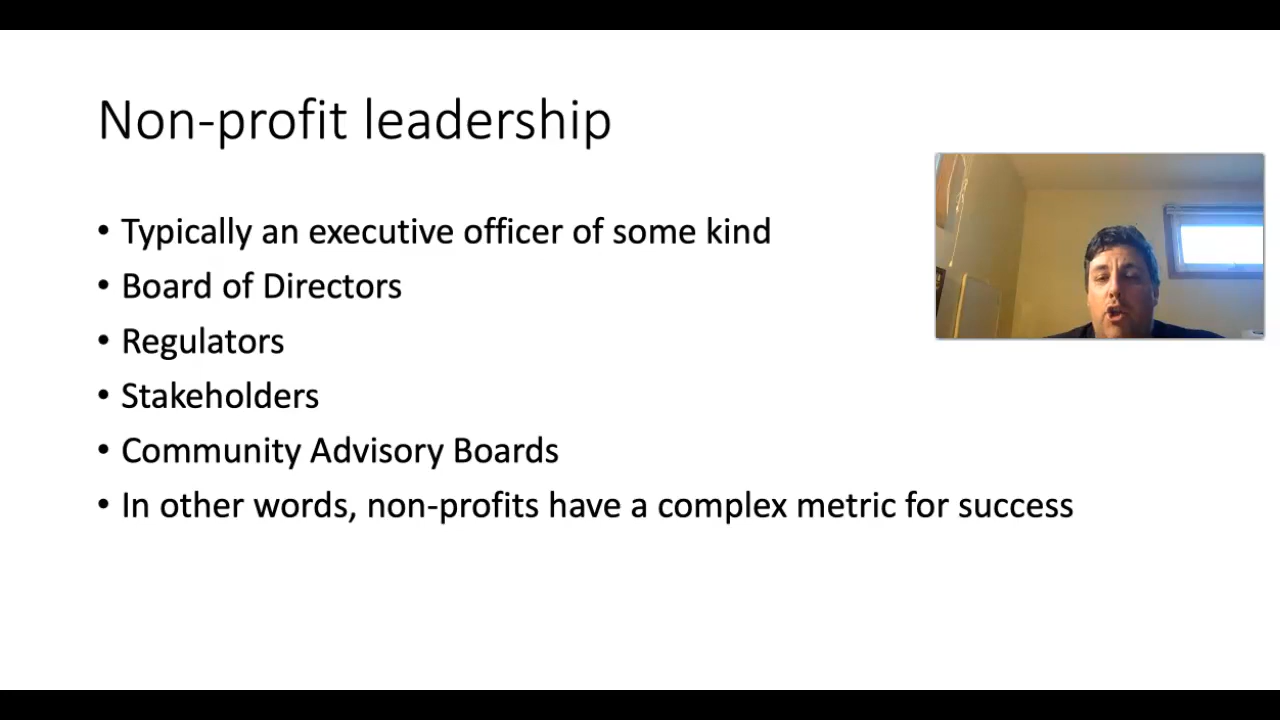 Non-profit leadership
• Typically an executive officer of some kind
• Board of Directors
• Regulators
• Stakeholders
• Community Advisory Boards
• In other words, non-profits have a complex metric for success